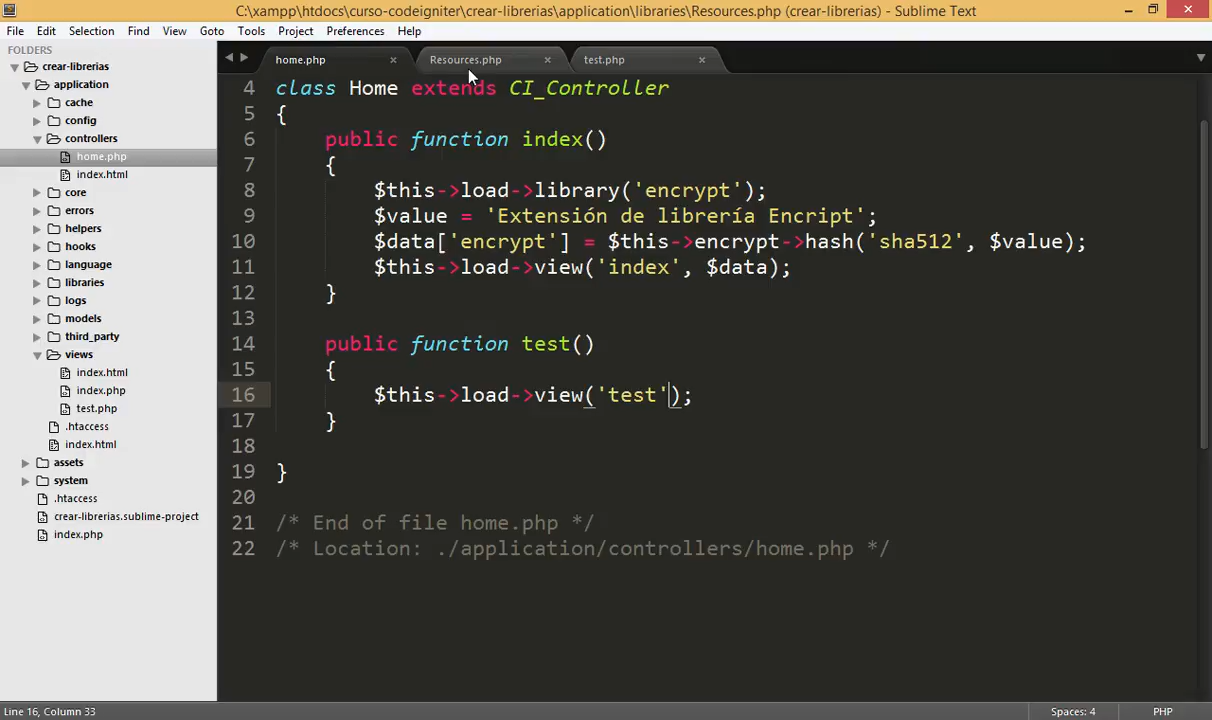 C:\xampp\htdocs\curso-codeigniter\crear-librerias\application\libraries\Resources.php (crear-librerias) - Sublime Text
File Edit Selection Find View Goto Tools Project Preferences Help
FOLDERS
crear-librerias
application
cache
config
controllers
home.php
index.html
core
errors
helpers
hooks
language
libraries
logs
models
third_party
views
index.html
index.php
test.php
.htaccess
index.html
assets
system
.htaccess
crear-librerias.sublime-project
index.php
home.php Resources.php test.php
4 class Home extends CI_Controller
5 {
6 public function index()
7 {
8 $this->load->library('encrypt');
9 $value = 'Extensión de librería Encript';
10 $data['encrypt'] = $this->encrypt->hash('sha512', $value);
11 $this->load->view('index', $data);
12 }
13
14 public function test()
15 {
16 $this->load->view('test');
17 }
18
19 }
20
21 /* End of file home.php */
22 /* Location: ./application/controllers/home.php */
Line 16, Column 33 Spaces: 4 PHP